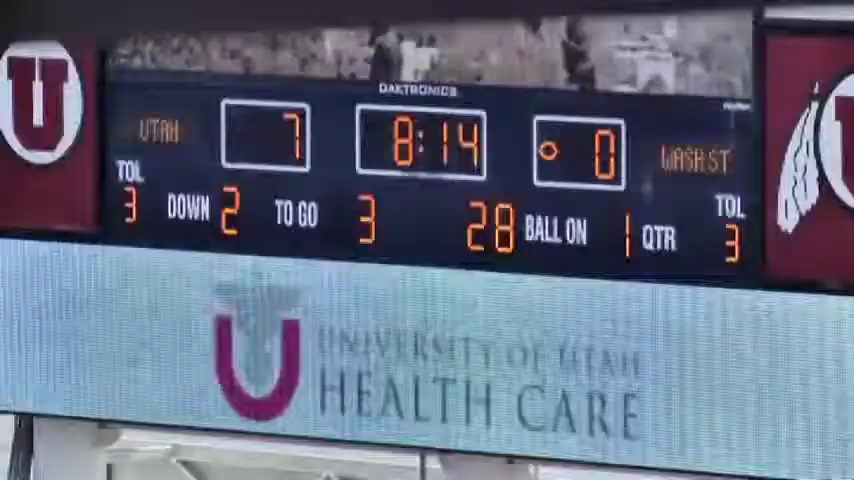 U
DAKTRONICS
UTAH 7 8:14 0 WASH ST
TOL TOL
3 DOWN 2 TO GO 3 28 BALL ON 1 QTR 3
U UNIVERSITY OF UTAH
HEALTH CARE